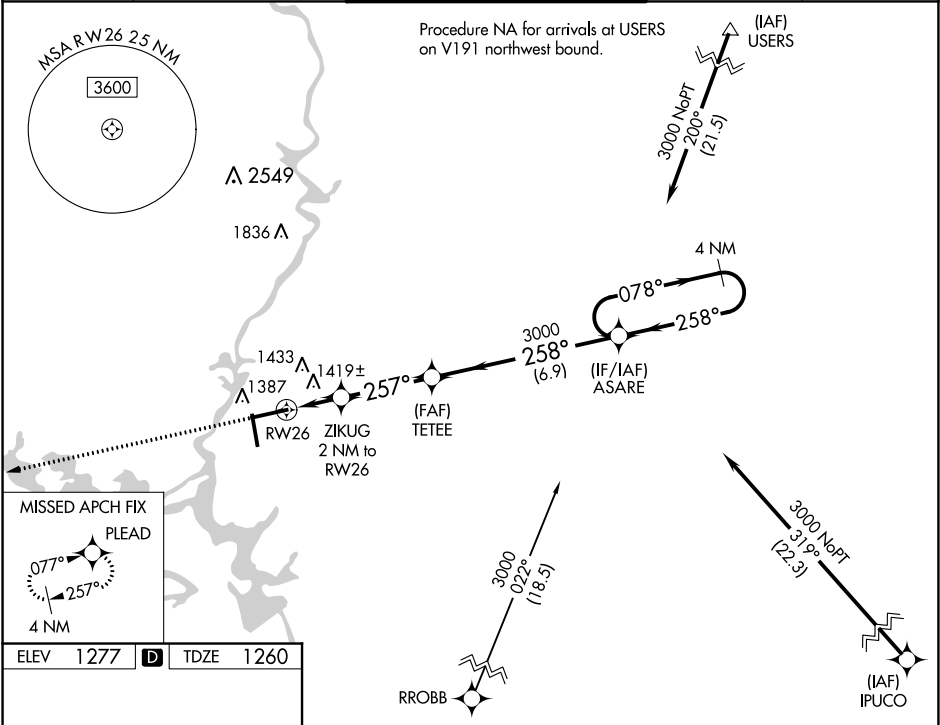 MSA RW26 25 NM
3600
Procedure NA for arrivals at USERS
on V191 northwest bound.
(IAF)
USERS
3000 NoPT
200°
(21.5)
2549
1836
4 NM
078°
258°
3000
258°
(6.9)
(IF/IAF)
ASARE
1433
1419±
1387
257°
(FAF)
TETEE
RW26
ZIKUG
2 NM to
RW26
MISSED APCH FIX
PLEAD
077°
257°
4 NM
3000
022°
(18.5)
3000 NoPT
319°
(22.3)
ELEV 1277 D TDZE 1260
RROBB
(IAF)
IPUCO